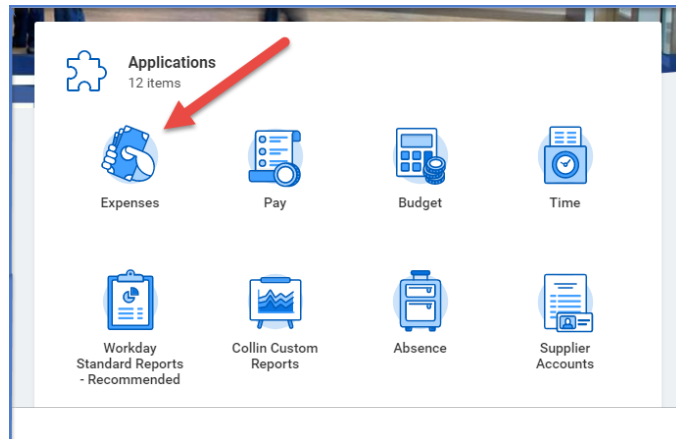 Applications
12 items
Expenses
Pay
Budget
Time
Workday
Standard Reports
- Recommended
Collin Custom
Reports
Absence
Supplier
Accounts